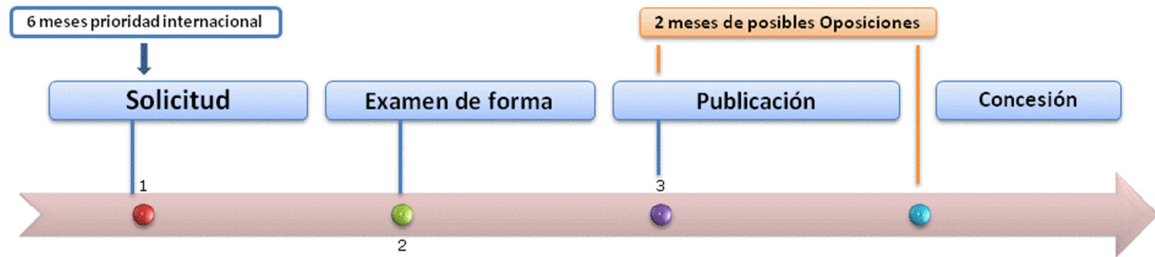 6 meses prioridad internacional
2 meses de posibles Oposiciones
Solicitud
Examen de forma
Publicación
Concesión
1
2
3